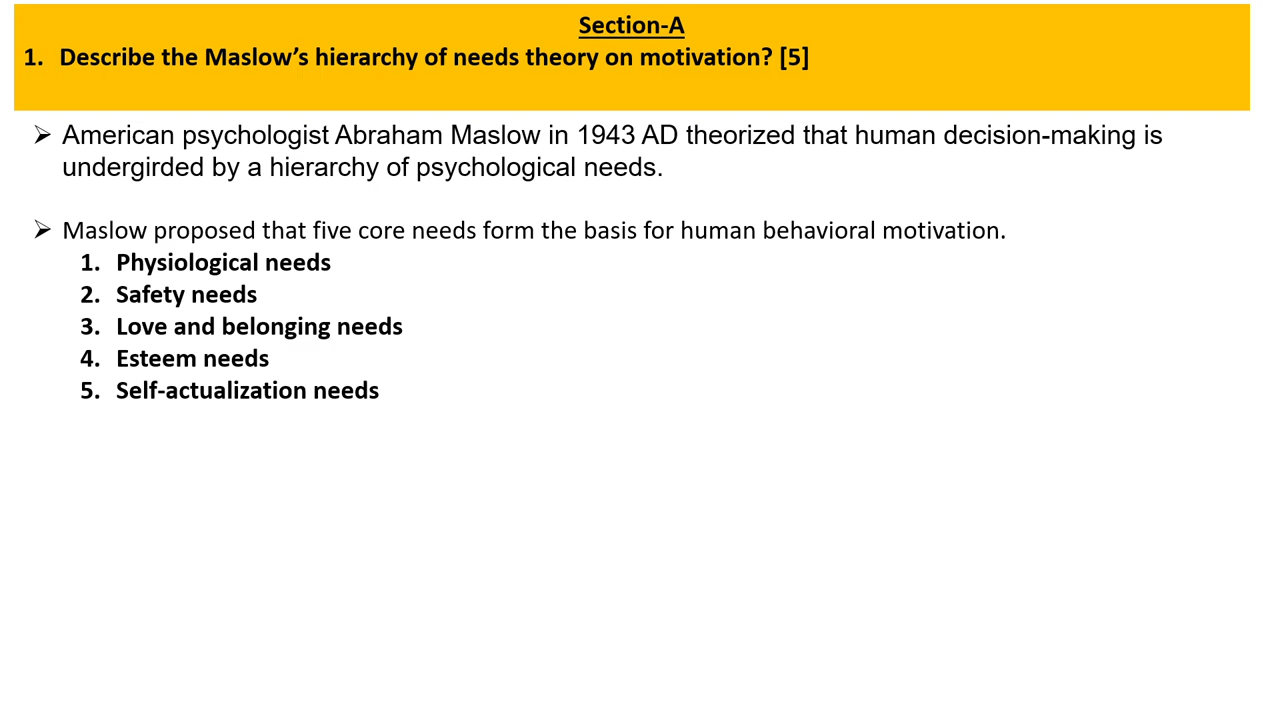 Section-A
1. Describe the Maslow’s hierarchy of needs theory on motivation? [5]
➢ American psychologist Abraham Maslow in 1943 AD theorized that human decision-making is
undergirded by a hierarchy of psychological needs.
➢ Maslow proposed that five core needs form the basis for human behavioral motivation.
1. Physiological needs
2. Safety needs
3. Love and belonging needs
4. Esteem needs
5. Self-actualization needs